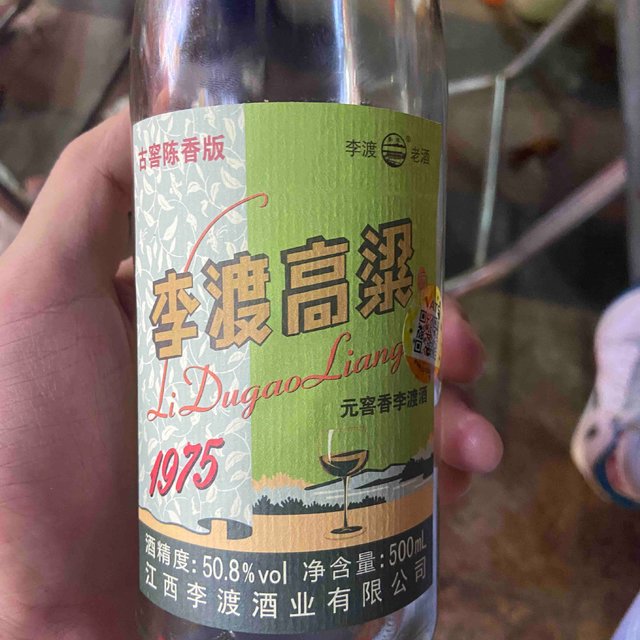 古窖陈香版
李渡 老酒
李渡高粱
Li DugaoLiang
元窖香李渡酒
1975
酒精度:50.8%vol 净含量:500mL
江西李渡酒业有限公司